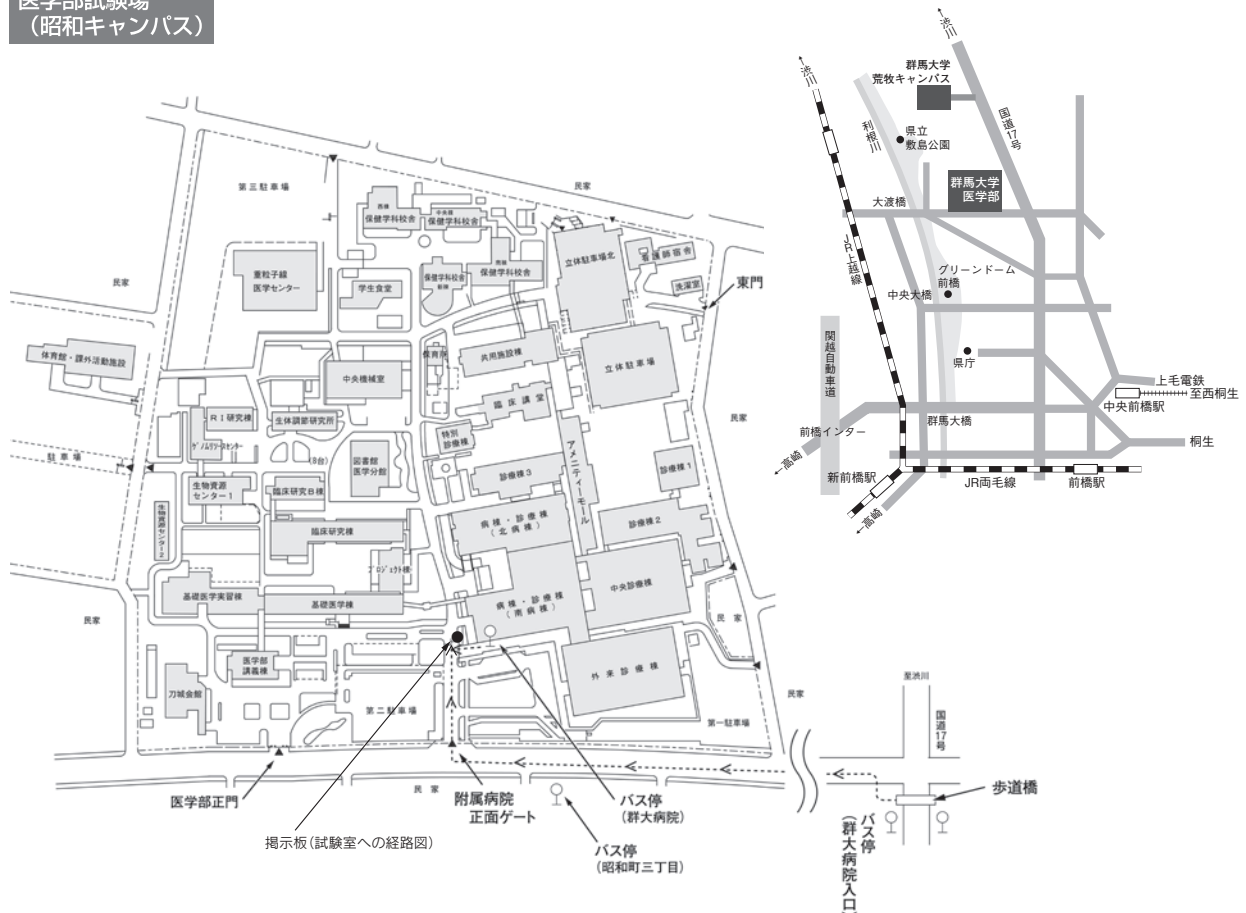 医学部試験場
(昭和キャンパス)
第三駐車場
民家
西棟
保健学科校舎
中央棟
保健学科校舎
保健学科校舎
保健学科校舎
立体駐車場北
看護師宿舎
洗濯室
東門
重粒子線
医学センター
学生食堂
民家
体育館・課外活動施設
中央機械室
保育所
共用施設棟
立体駐車場
臨床講堂
RI研究棟
生体調節研究所
ゲノムリソースセンター
特別
診療棟
アメニティーモール
民家
駐車場
(8台)
図書館
医学分館
診療棟3
診療棟1
生物資源
センター1
臨床研究B棟
生物資源センター2
臨床研究棟
病棟・診療棟
(北病棟)
診療棟2
プロジェクト棟
中央診療棟
基礎医学実習棟
基礎医学棟
病棟・診療棟
(南病棟)
民家
民家
医学部
講義棟
刀城会館
外来診療棟
第二駐車場
第一駐車場
民家
医学部正門
民家
附属病院
正面ゲート
バス停
(群大病院)
掲示板(試験室への経路図)
バス停
(昭和町三丁目)
至渋川
国道17号
歩道橋
バス停
(群大病院入口)
渋川
渋川
群馬大学
荒牧キャンパス
国道17号
利根川
県立
敷島公園
群馬大学
医学部
大渡橋
JR上越線
グリーンドーム
前橋
中央大橋
関越自動車道
県庁
上毛電鉄
至西桐生
中央前橋駅
前橋インター
群馬大橋
桐生
高崎
新前橋駅
JR両毛線
前橋駅
高崎